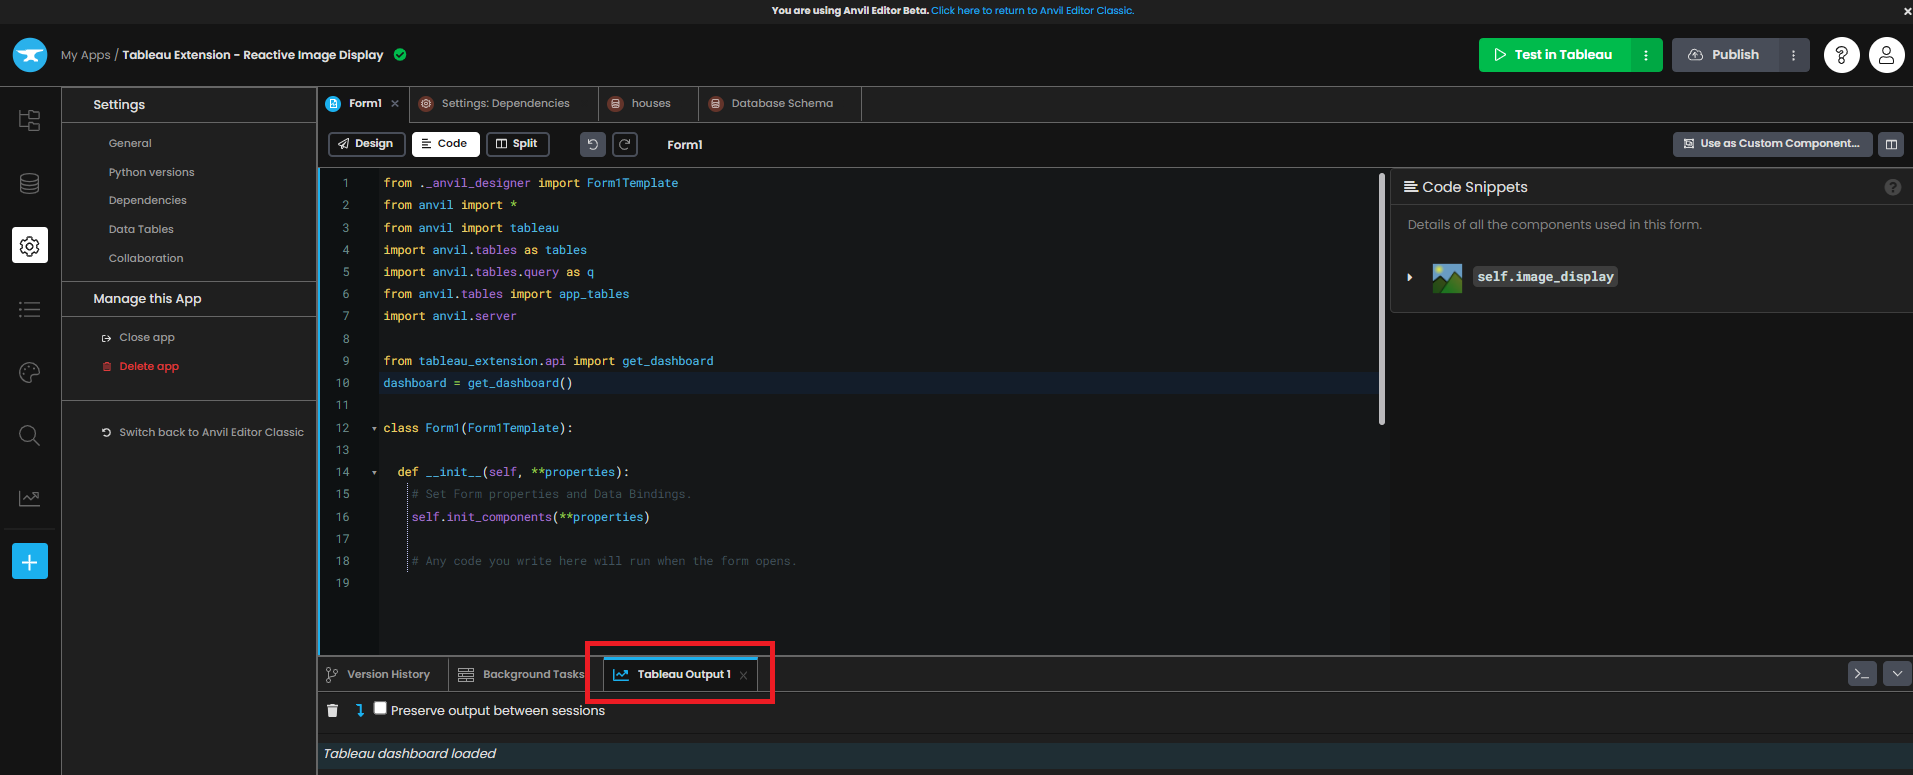 You are using Anvil Editor Beta. Click here to return to Anvil Editor Classic.
My Apps / Tableau Extension - Reactive Image Display
Test in Tableau
Publish
Settings
General
Python versions
Dependencies
Data Tables
Collaboration
Manage this App
Close app
Delete app
Switch back to Anvil Editor Classic
Form1
Settings: Dependencies
houses
Database Schema
Design
Code
Split
Form1
Use as Custom Component...
1 from ._anvil_designer import Form1Template
2 from anvil import *
3 from anvil import tableau
4 import anvil.tables as tables
5 import anvil.tables.query as q
6 from anvil.tables import app_tables
7 import anvil.server
8
9 from tableau_extension.api import get_dashboard
10 dashboard = get_dashboard()
11
12 class Form1(Form1Template):
13
14 def __init__(self, **properties):
15 # Set Form properties and Data Bindings.
16 self.init_components(**properties)
17
18 # Any code you write here will run when the form opens.
19
Code Snippets
Details of all the components used in this form.
self.image_display
Version History
Background Tasks
Tableau Output 1
Preserve output between sessions
Tableau dashboard loaded